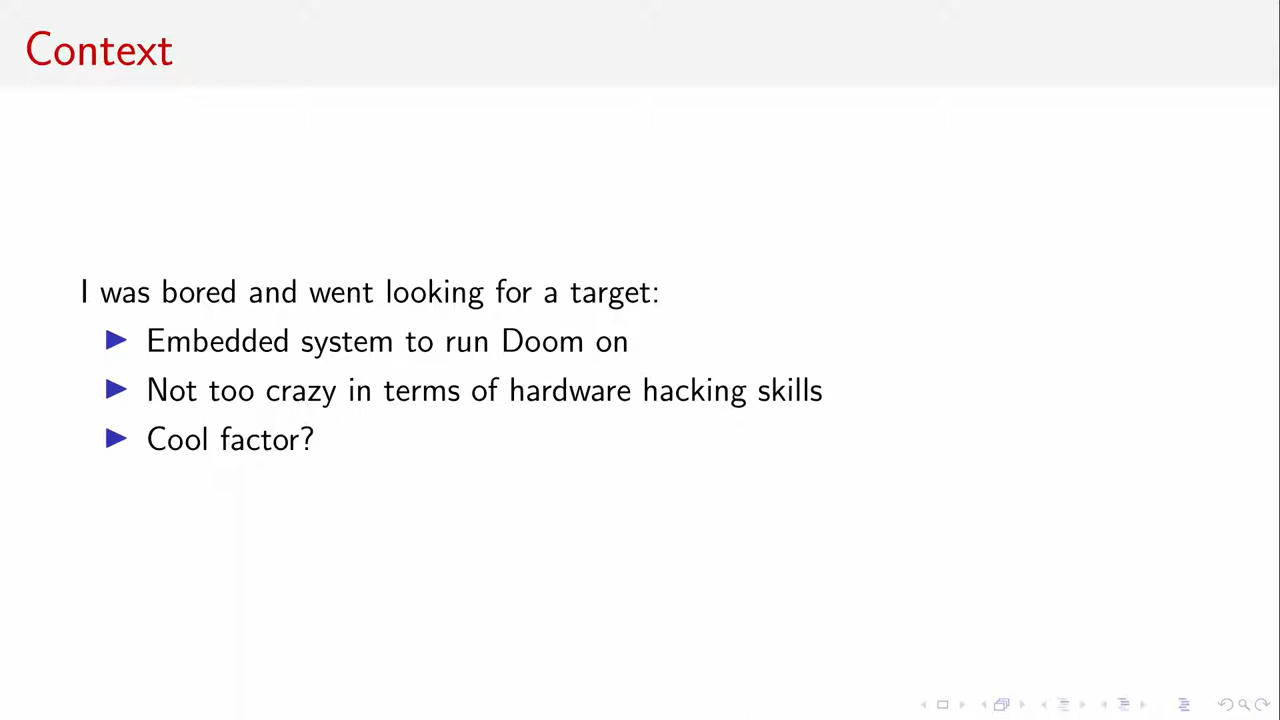 Context
I was bored and went looking for a target:
Embedded system to run Doom on
Not too crazy in terms of hardware hacking skills
Cool factor?